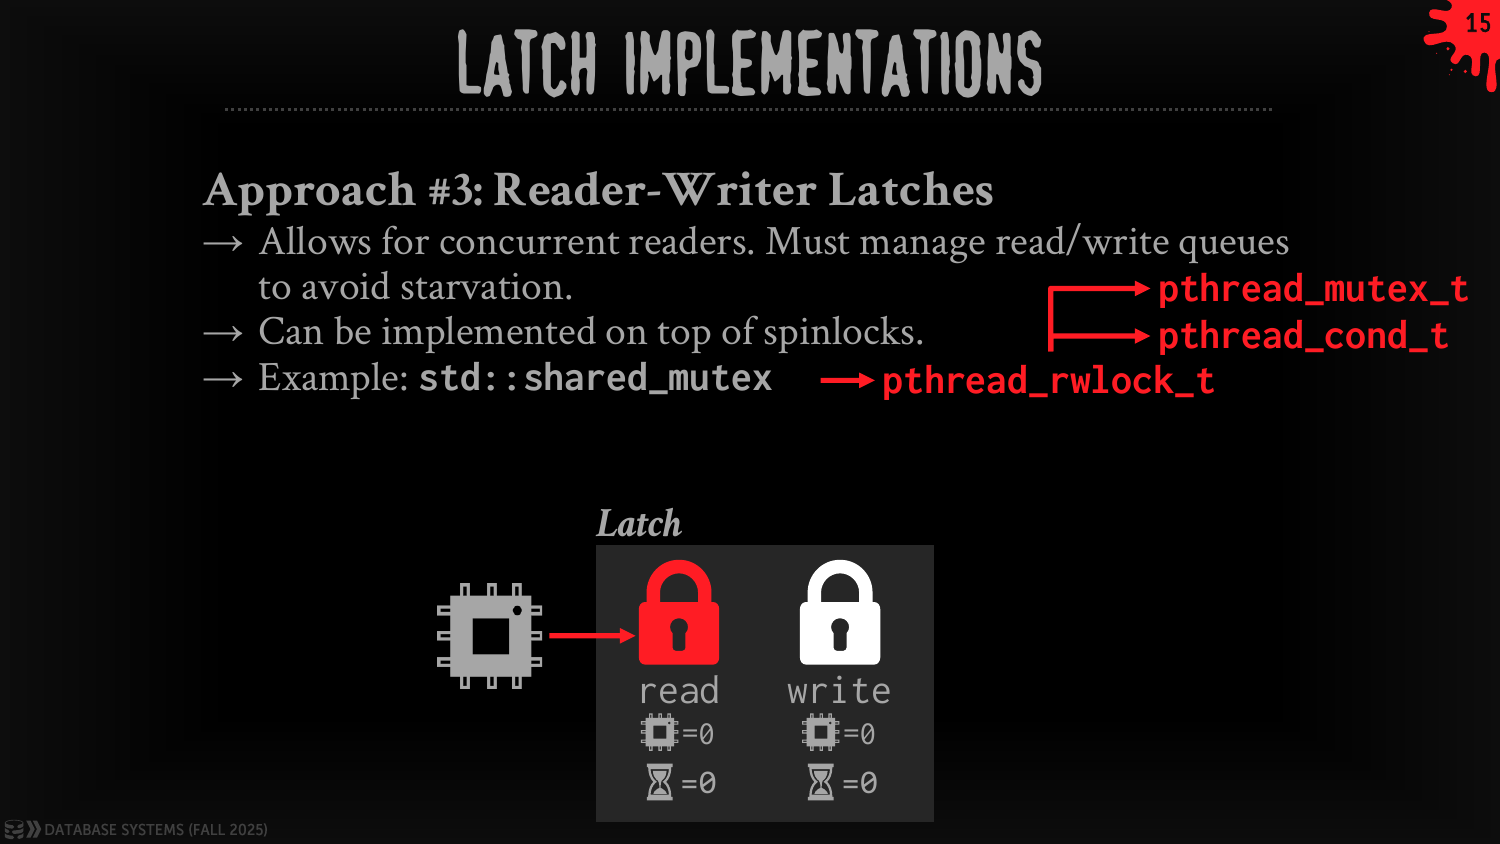 15
LATCH IMPLEMENTATIONS
Approach #3: Reader-Writer Latches
→ Allows for concurrent readers. Must manage read/write queues
to avoid starvation.
→ Can be implemented on top of spinlocks.
→ Example: std::shared_mutex
pthread_mutex_t
pthread_cond_t
pthread_rwlock_t
Latch
read write
=0 =0
=0 =0
DATABASE SYSTEMS (FALL 2025)